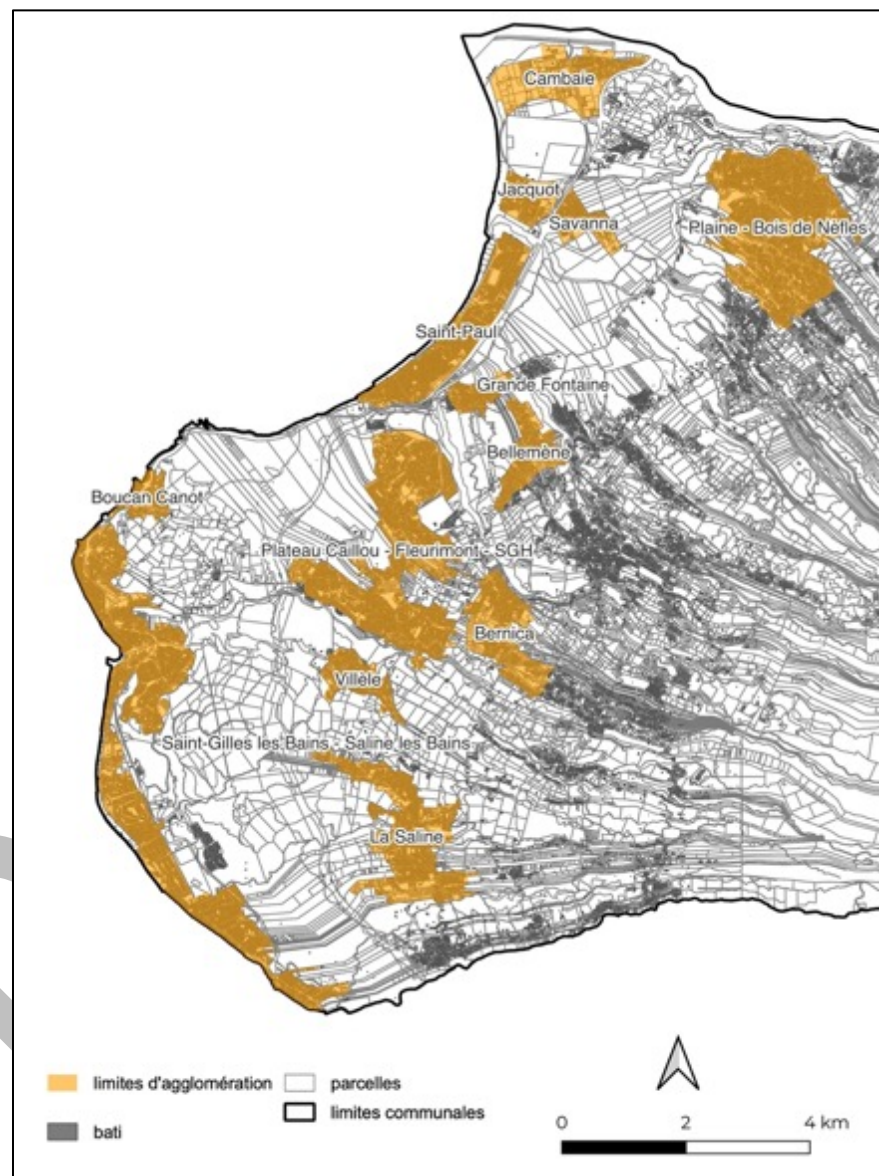 Cambaie
Jacquot
Savanna
Plaine - Bois de Nèfles
Saint-Paul
Grande Fontaine
Bellemène
Boucan Canot
Plateau Caillou - Fleurimont - SGH
Bernica
Villèle
Saint-Gilles les Bains - Saline les Bains
La Saline
limites d'agglomération
parcelles
limites communales
bati
0 2 4 km